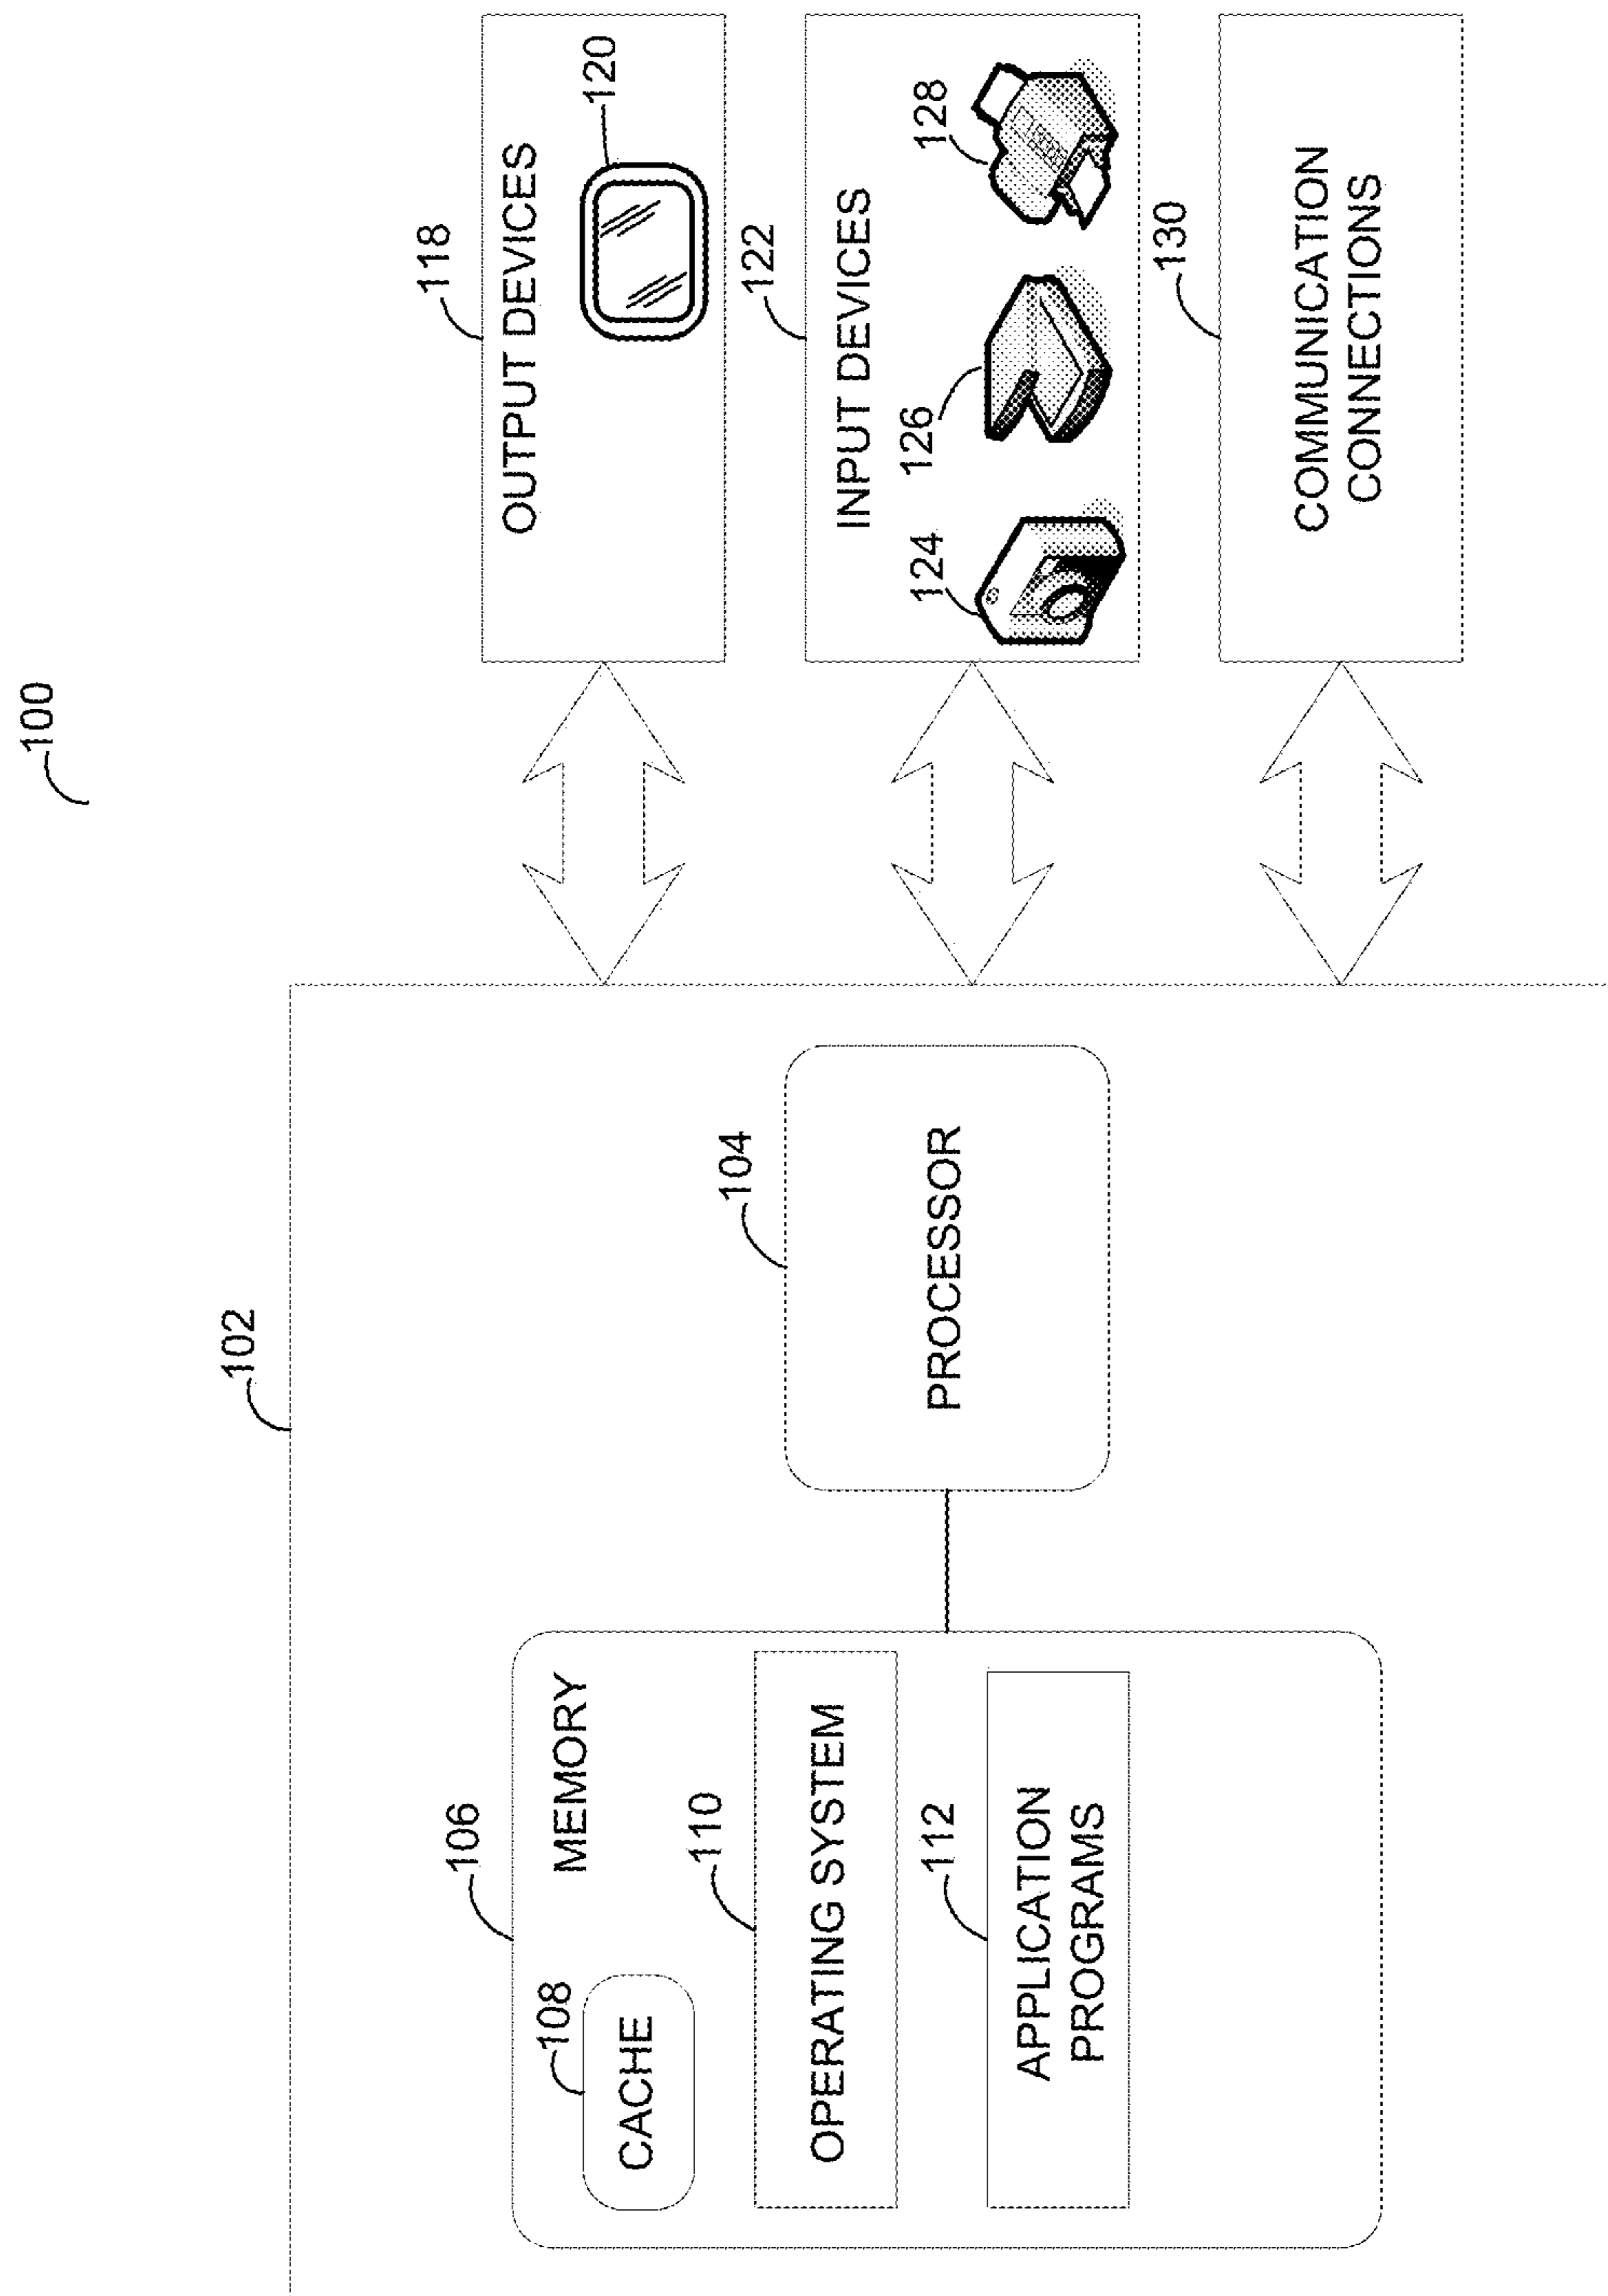 100
102
106
MEMORY
108
CACHE
110
OPERATING SYSTEM
112
APPLICATION
PROGRAMS
104
PROCESSOR
118
OUTPUT DEVICES
120
122
INPUT DEVICES
124
126
128
130
COMMUNICATION
CONNECTIONS